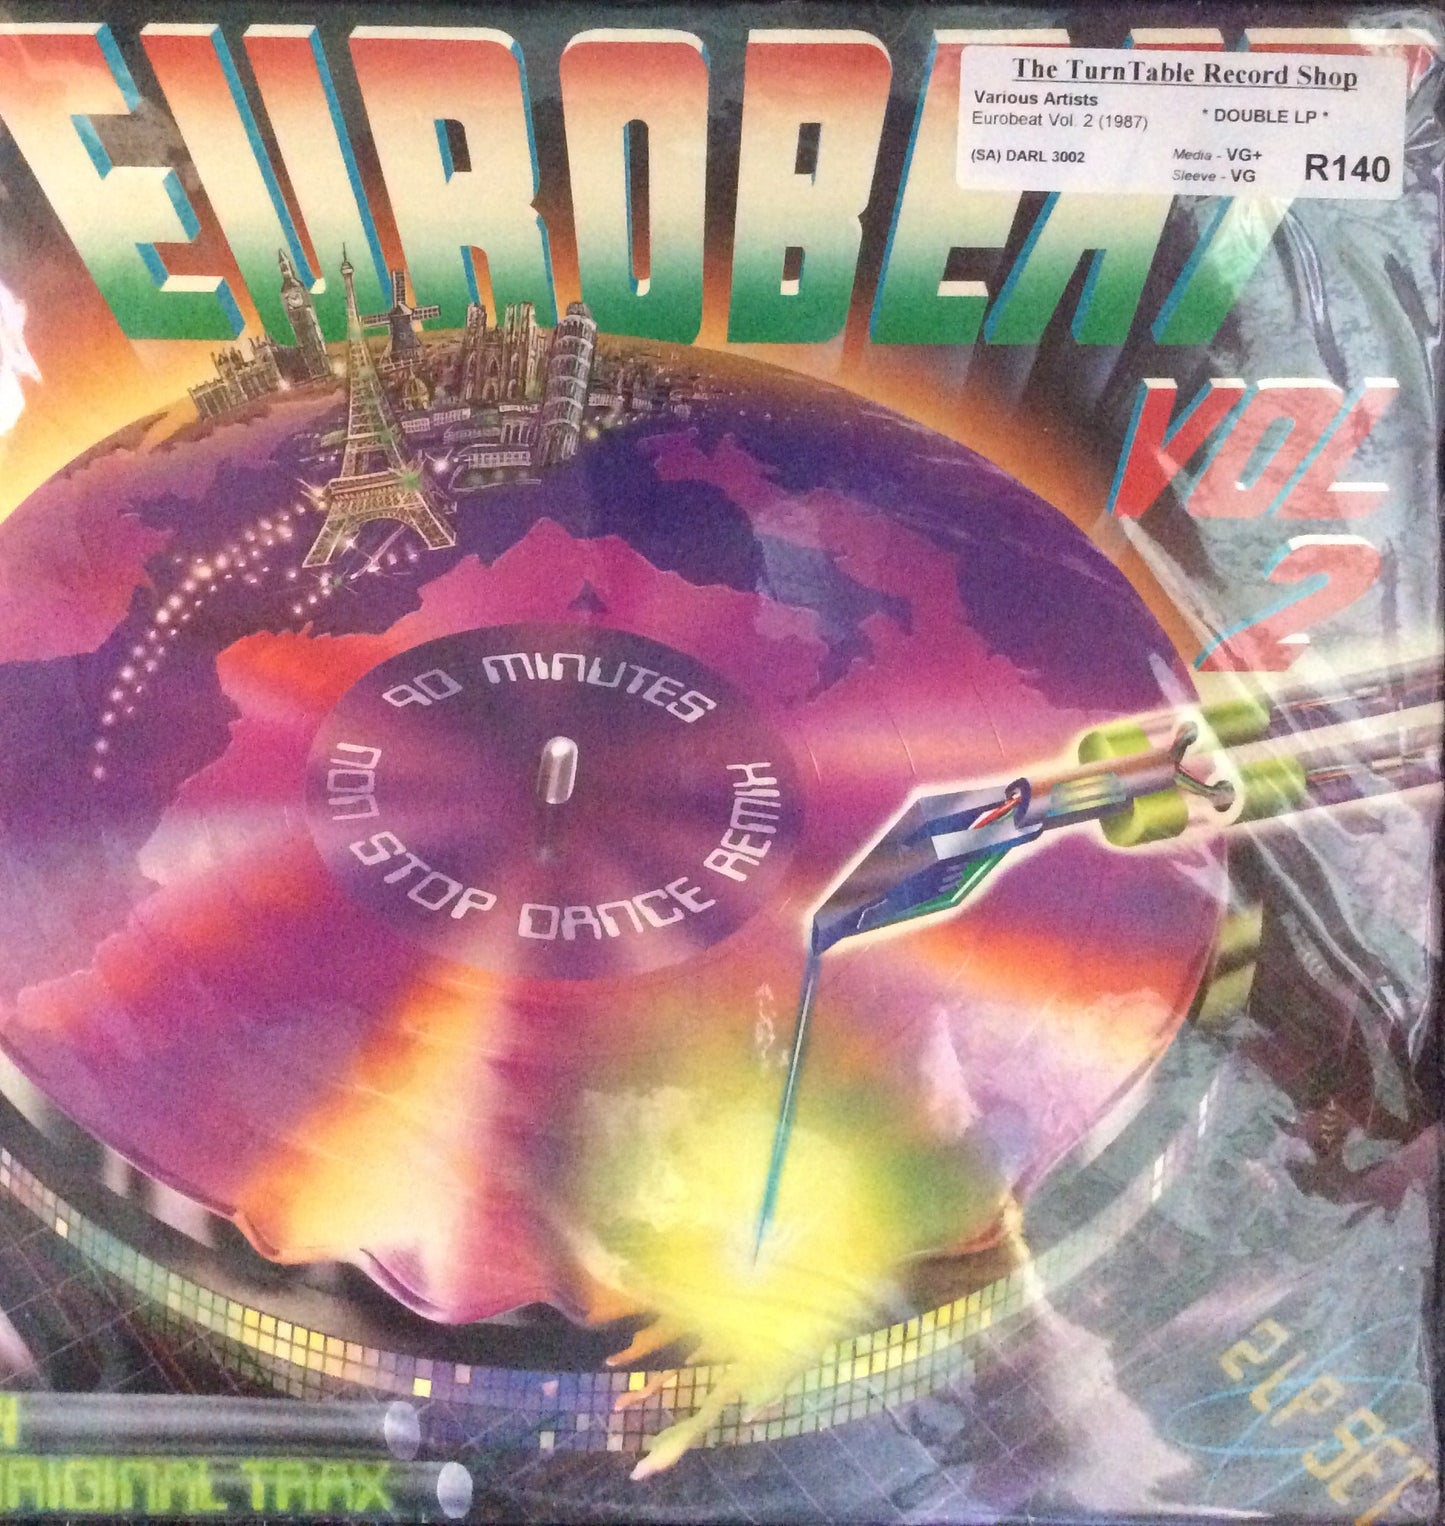 EUROBEAT
The TurnTable Record Shop
Various Artists
Eurobeat Vol. 2 (1987)
* DOUBLE LP *
(SA) DARL 3002
Media - VG+
Sleeve - VG
R140
VOL
2
90 MINUTES
NON STOP DANCE REMIX
2 LP SET
ORIGINAL TRAX